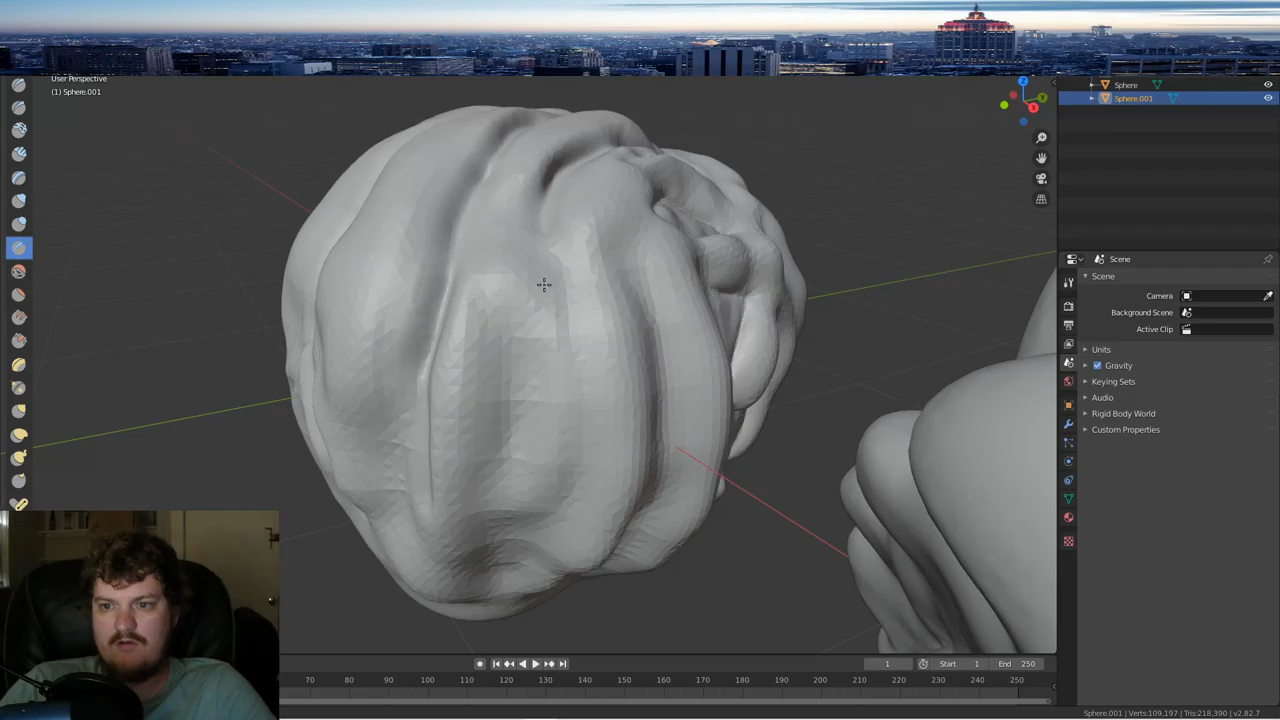 User Perspective
(1) Sphere.001
Z
Y
X
Sphere
Sphere.001
Scene
Scene
Camera
Background Scene
Active Clip
Units
Gravity
Keying Sets
Audio
Rigid Body World
Custom Properties
1
Start 1
End 250
70 80 90 100 110 120 130 140 150 160 170 180 190 200 210 220 230 240 250
Sphere.001 | Verts:109,197 | Tris:218,390 | v2.82.7